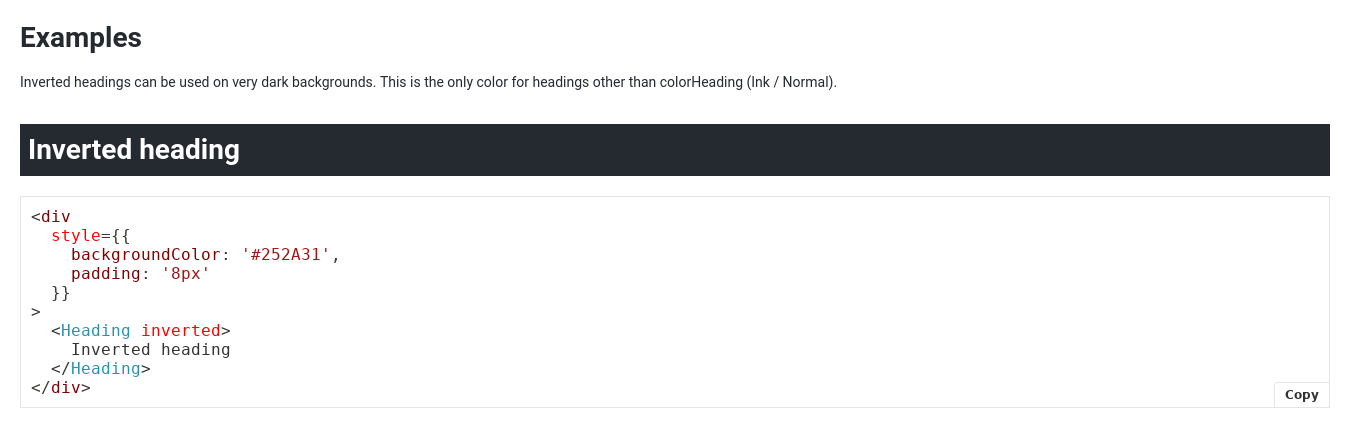 Examples
Inverted headings can be used on very dark backgrounds. This is the only color for headings other than colorHeading (Ink / Normal).
Inverted heading
<div
  style={{
    backgroundColor: '#252A31',
    padding: '8px'
  }}
>
  <Heading inverted>
    Inverted heading
  </Heading>
</div>
Copy